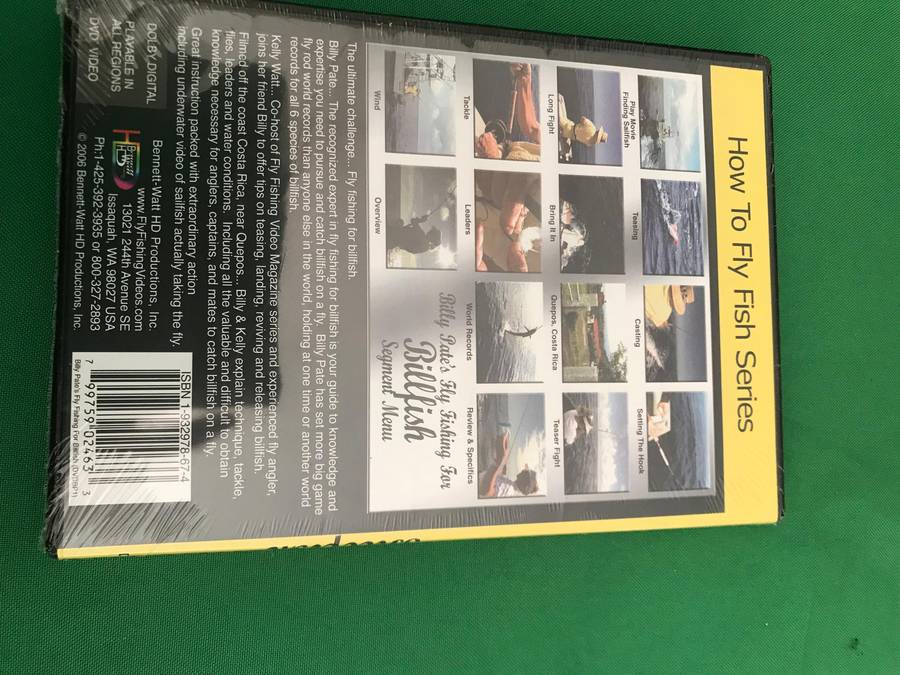 How To Fly Fish Series
Play Movie
Finding Sailfish
Teasing
Casting
Setting The Hook
Long Fight
Bring It In
Quepos, Costa Rica
Teaser Fight
Tackle
Leaders
World Records
Review & Specifics
Wind
Overview
Billy Pate's Fly Fishing For
Billfish
Segment Menu
The ultimate challenge... Fly fishing for billfish.
Billy Pate... The recognized expert in fly fishing for billfish is your guide to knowledge and
expertise you need to pursue and catch billfish on a fly. Billy Pate has set more big game
fly rod world records than anyone else in the world, holding at one time or another world
records for all 6 species of billfish.
Kelly Watt... Co-host of Fly Fishing Video Magazine series and experienced fly angler,
joins her friend Billy to offer tips on teasing, landing, reviving and releasing billfish.
Filmed off the coast Costa Rica, near Quepos, Billy & Kelly explain technique, tackle,
flies, leaders and water conditions. Including all the valuable and difficult to obtain
knowledge necessary for anglers, captains, and mates to catch billfish on a fly.
Great instruction packed with extraordinary action
including underwater video of sailfish actually taking the fly.
DOLBY DIGITAL
PLAYABLE IN
ALL REGIONS
DVD VIDEO
Bennett-Watt HD Productions, Inc.
www.FlyFishingVideos.com
13021 244th Avenue SE
Issaquah, WA 98027 USA
Ph:1-425-392-3935 or 800-327-2893
© 2006 Bennett-Watt HD Productions, Inc.
ISBN 1-932978-67-4
7 99759 02463 3
Billy Pate's Fly Fishing For Billfish